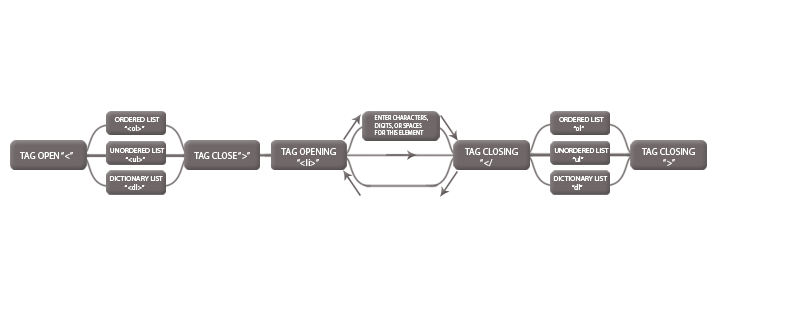 TAG OPEN "<"
ORDERED LIST
"<ol>"
UNORDERED LIST
"<ul>"
DICTIONARY LIST
"<dl>"
TAG CLOSE ">"
TAG OPENING
"<li>"
ENTER CHARACTERS,
DIGITS, OR SPACES
FOR THIS ELEMENT
TAG CLOSING
"</
ORDERED LIST
"ol"
UNORDERED LIST
"ul"
DICTIONARY LIST
"dl"
TAG CLOSING
">"